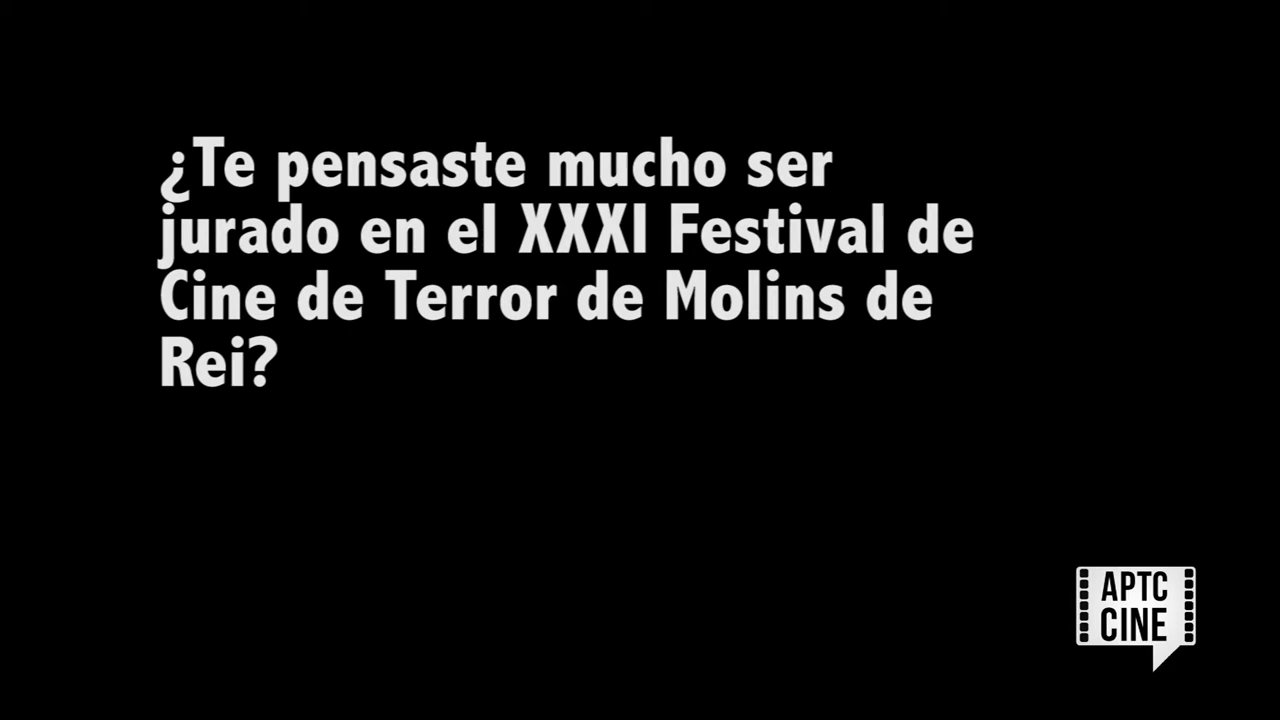 ¿Te pensaste mucho ser
jurado en el XXXI Festival de
Cine de Terror de Molins de
Rei?
APTC
CINE